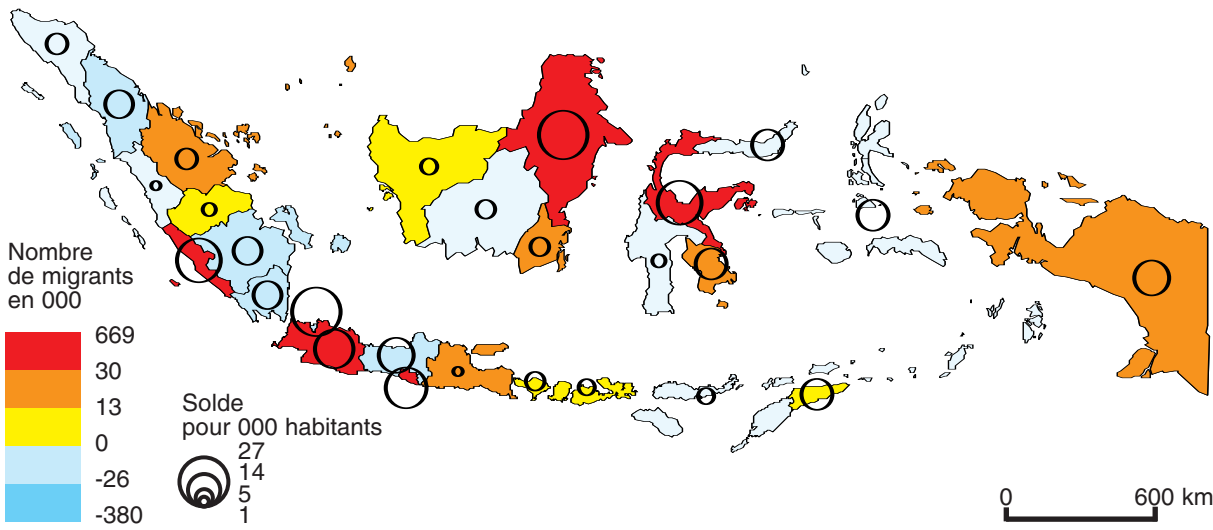 Nombre
de migrants
en 000
669
30
13
0
-26
-380
Solde
pour 000 habitants
27
14
5
1
0 600 km